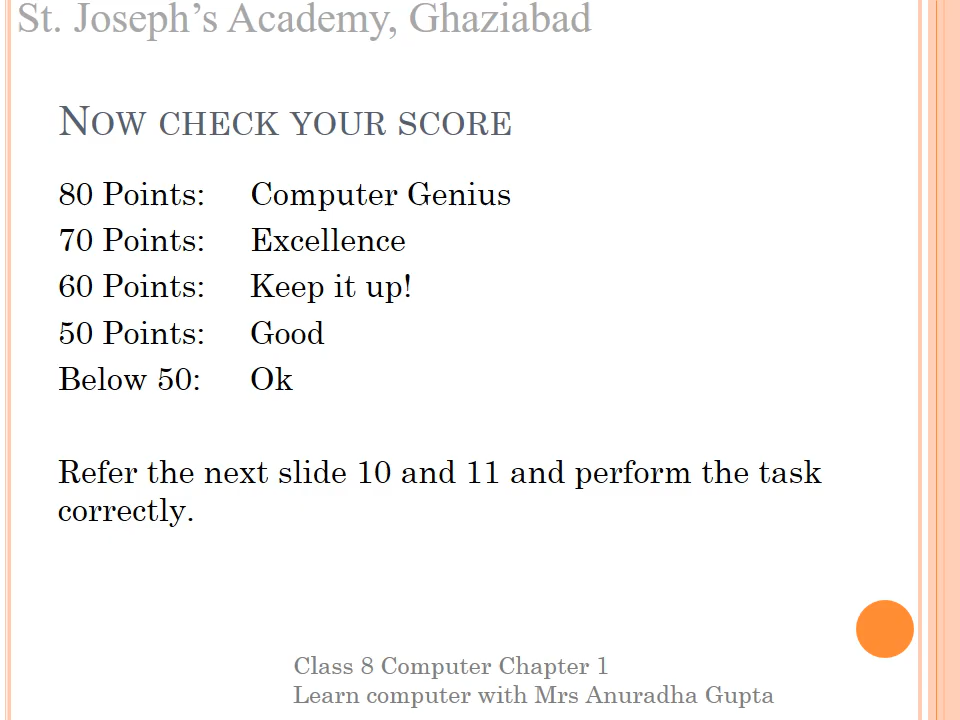 St. Joseph’s Academy, Ghaziabad
NOW CHECK YOUR SCORE
80 Points: Computer Genius
70 Points: Excellence
60 Points: Keep it up!
50 Points: Good
Below 50: Ok
Refer the next slide 10 and 11 and perform the task
correctly.
Class 8 Computer Chapter 1
Learn computer with Mrs Anuradha Gupta